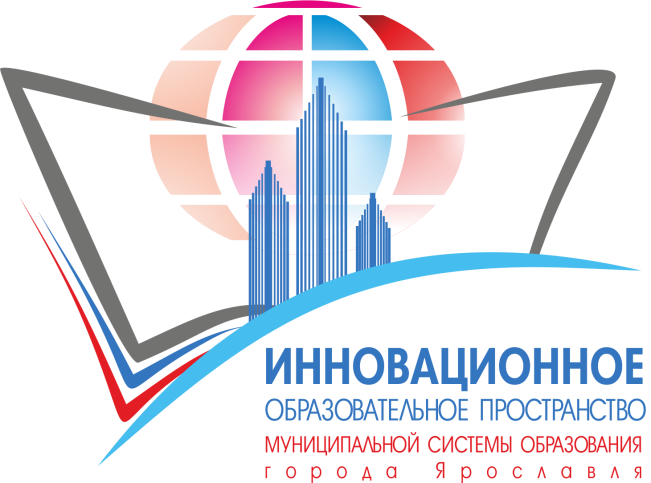 ИННОВАЦИОННОЕ
ОБРАЗОВАТЕЛЬНОЕ ПРОСТРАНСТВО
МУНИЦИПАЛЬНОЙ СИСТЕМЫ ОБРАЗОВАНИЯ
города Ярославля